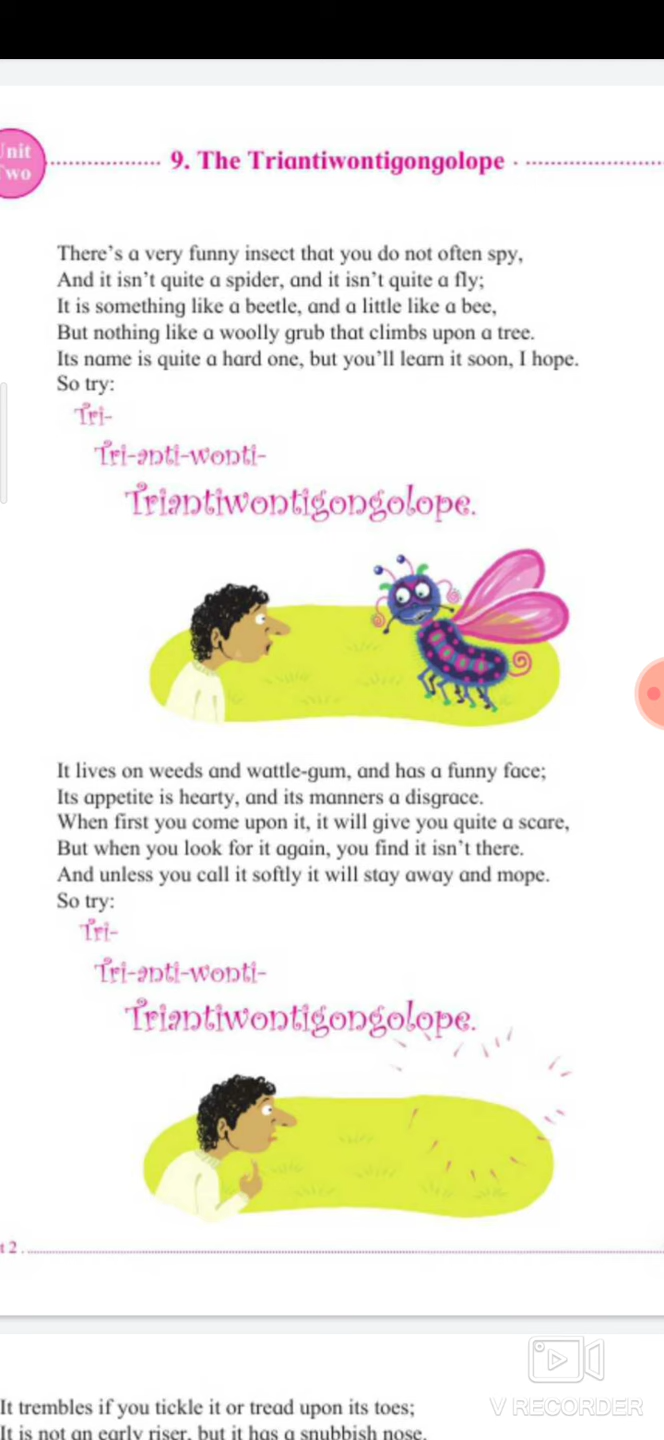 Unit
Two
9. The Triantiwontigongolope
There's a very funny insect that you do not often spy,
And it isn't quite a spider, and it isn't quite a fly;
It is something like a beetle, and a little like a bee,
But nothing like a woolly grub that climbs upon a tree.
Its name is quite a hard one, but you'll learn it soon, I hope.
So try:
Tri-
Tri-anti-wonti-
Triantiwontigongolope.
It lives on weeds and wattle-gum, and has a funny face;
Its appetite is hearty, and its manners a disgrace.
When first you come upon it, it will give you quite a scare,
But when you look for it again, you find it isn't there.
And unless you call it softly it will stay away and mope.
So try:
Tri-
Tri-anti-wonti-
Triantiwontigongolope.
t 2
It trembles if you tickle it or tread upon its toes;
It is not an early riser, but it has a snubbish nose.
V RECORDER